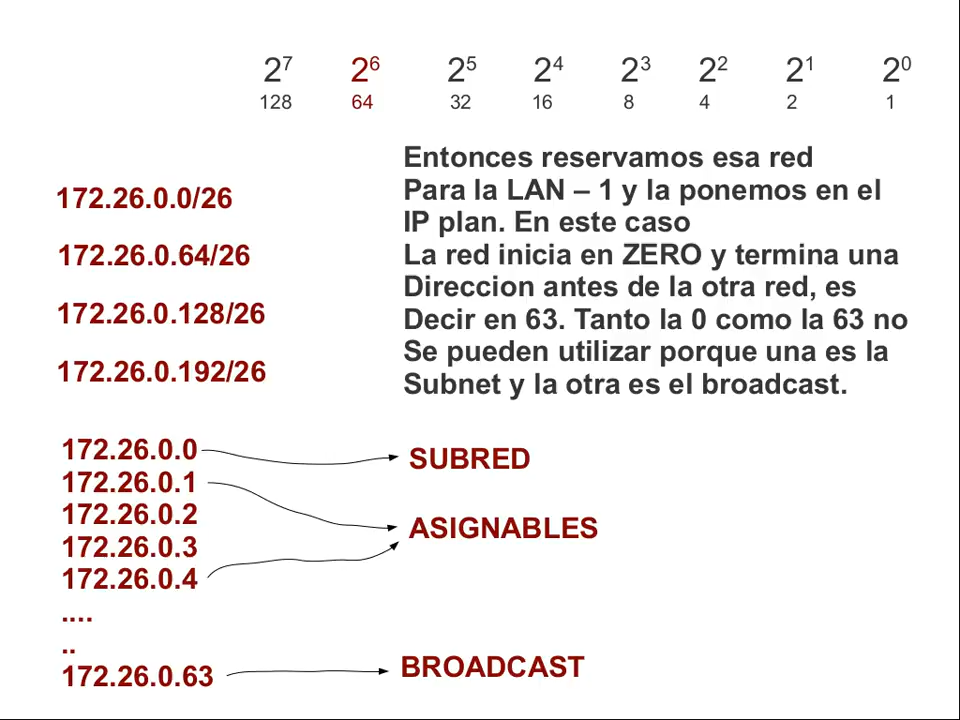 2⁷ 2⁶ 2⁵ 2⁴ 2³ 2² 2¹ 2⁰
128 64 32 16 8 4 2 1
172.26.0.0/26
172.26.0.64/26
172.26.0.128/26
172.26.0.192/26
Entonces reservamos esa red
Para la LAN – 1 y la ponemos en el
IP plan. En este caso
La red inicia en ZERO y termina una
Direccion antes de la otra red, es
Decir en 63. Tanto la 0 como la 63 no
Se pueden utilizar porque una es la
Subnet y la otra es el broadcast.
172.26.0.0
172.26.0.1
172.26.0.2
172.26.0.3
172.26.0.4
....
..
172.26.0.63
SUBRED
ASIGNABLES
BROADCAST